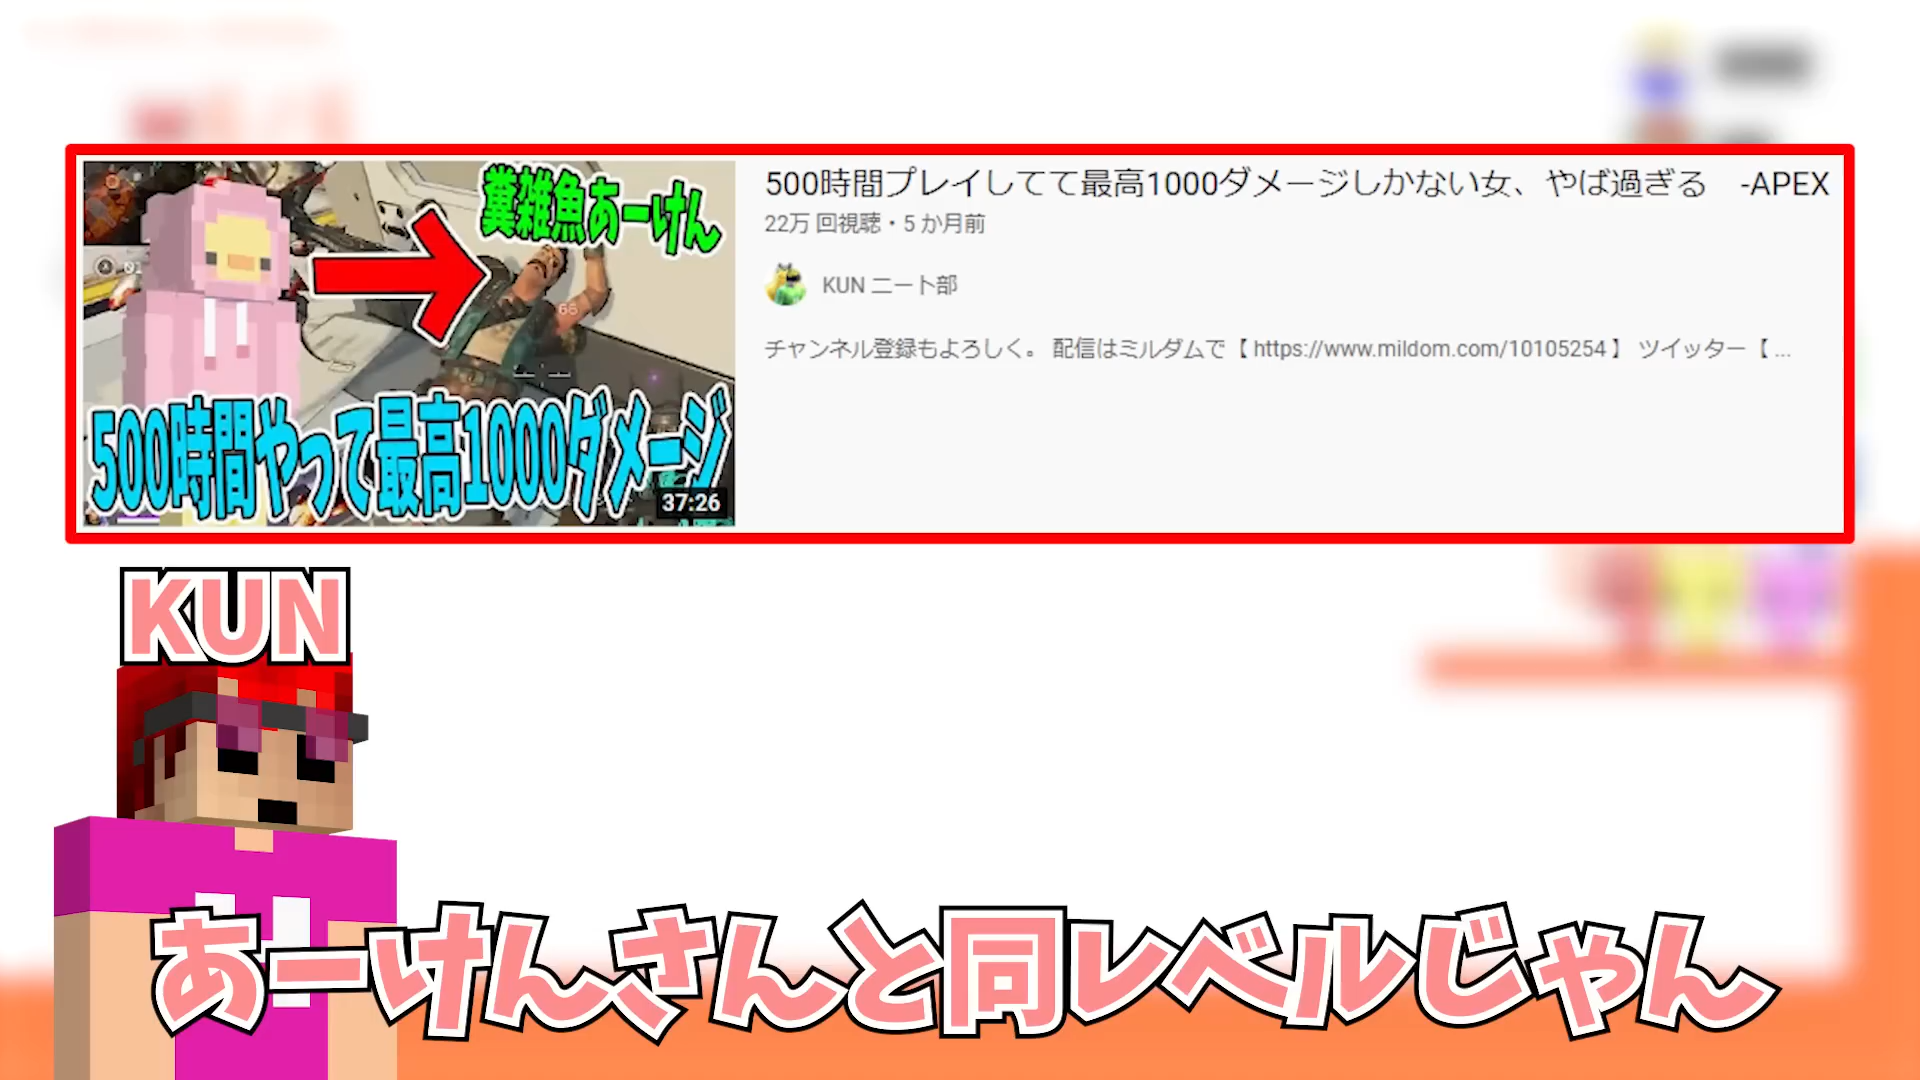 糞雑魚あーけん
500時間やって最高1000ダメージ
37:26
500時間プレイしてて最高1000ダメージしかない女、やば過ぎる -APEX
22万 回視聴・5 か月前
KUN ニート部
チャンネル登録もよろしく。 配信はミルダムで【 https://www.mildom.com/10105254 】 ツイッター【 ...
KUN
あーけんさんと同レベルじゃん